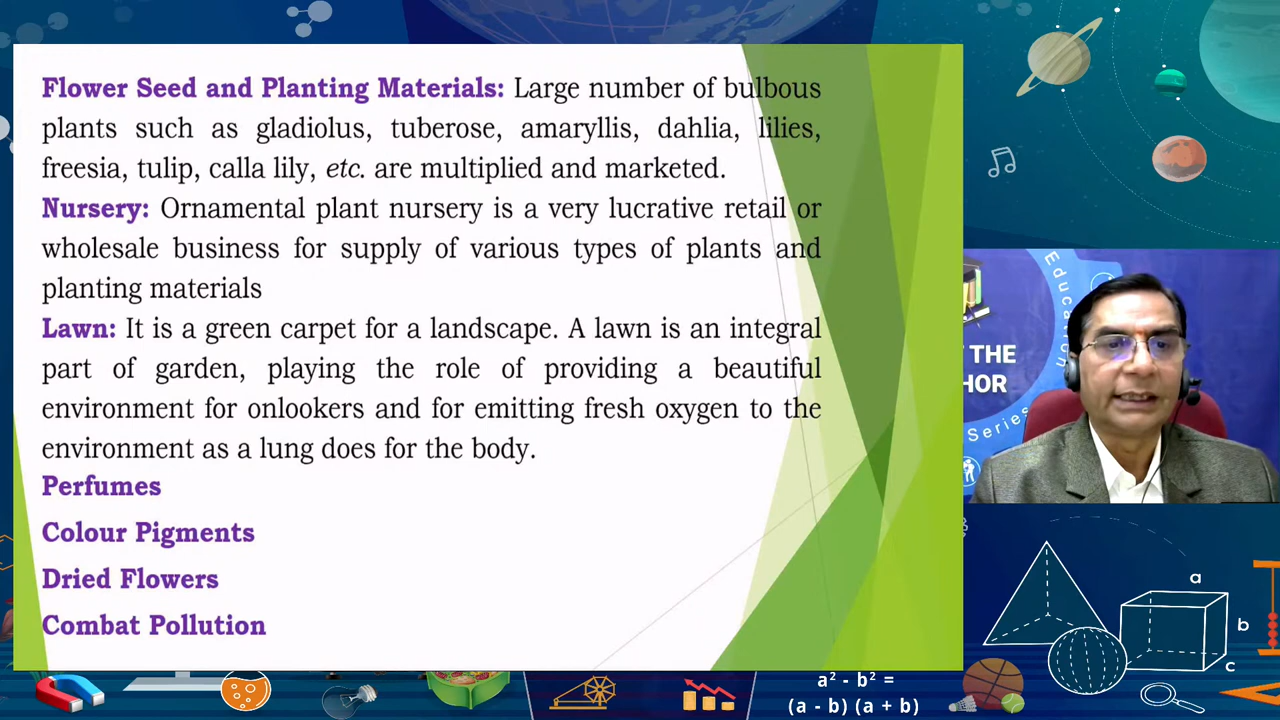 Flower Seed and Planting Materials: Large number of bulbous
plants such as gladiolus, tuberose, amaryllis, dahlia, lilies,
freesia, tulip, calla lily, etc. are multiplied and marketed.
Nursery: Ornamental plant nursery is a very lucrative retail or
wholesale business for supply of various types of plants and
planting materials
Lawn: It is a green carpet for a landscape. A lawn is an integral
part of garden, playing the role of providing a beautiful
environment for onlookers and for emitting fresh oxygen to the
environment as a lung does for the body.
Perfumes
Colour Pigments
Dried Flowers
Combat Pollution
Education
THE
HOR
Series
a
b
c
a² - b² =
(a - b) (a + b)